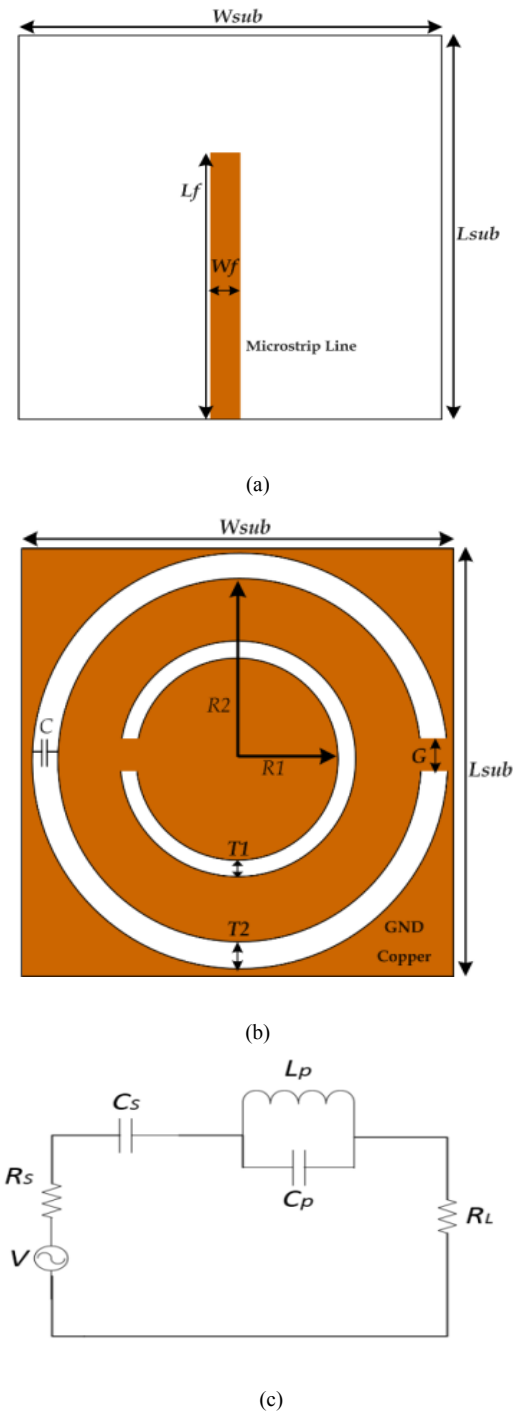 Wsub
Lf
Lsub
Wf
Microstrip Line
(a)
Wsub
R2
C
G
R1
Lsub
T1
T2
GND
Copper
(b)
Lp
Cs
Rs
Cp
RL
V
(c)